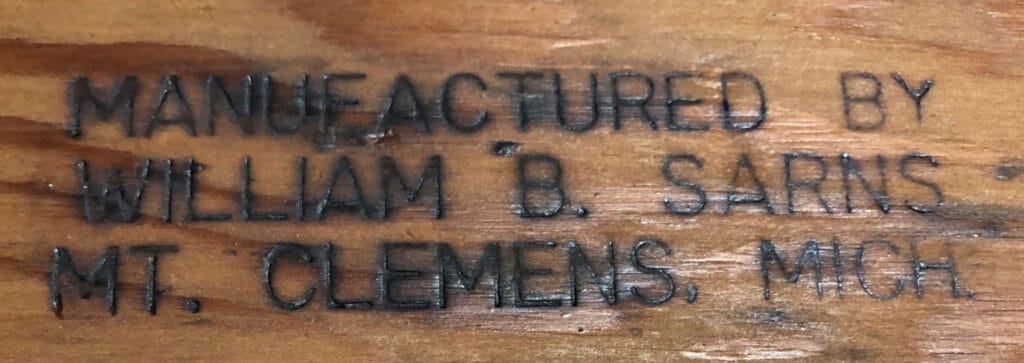 MANUFACTURED BY
WILLIAM B. SARNS
MT. CLEMENS, MICH.